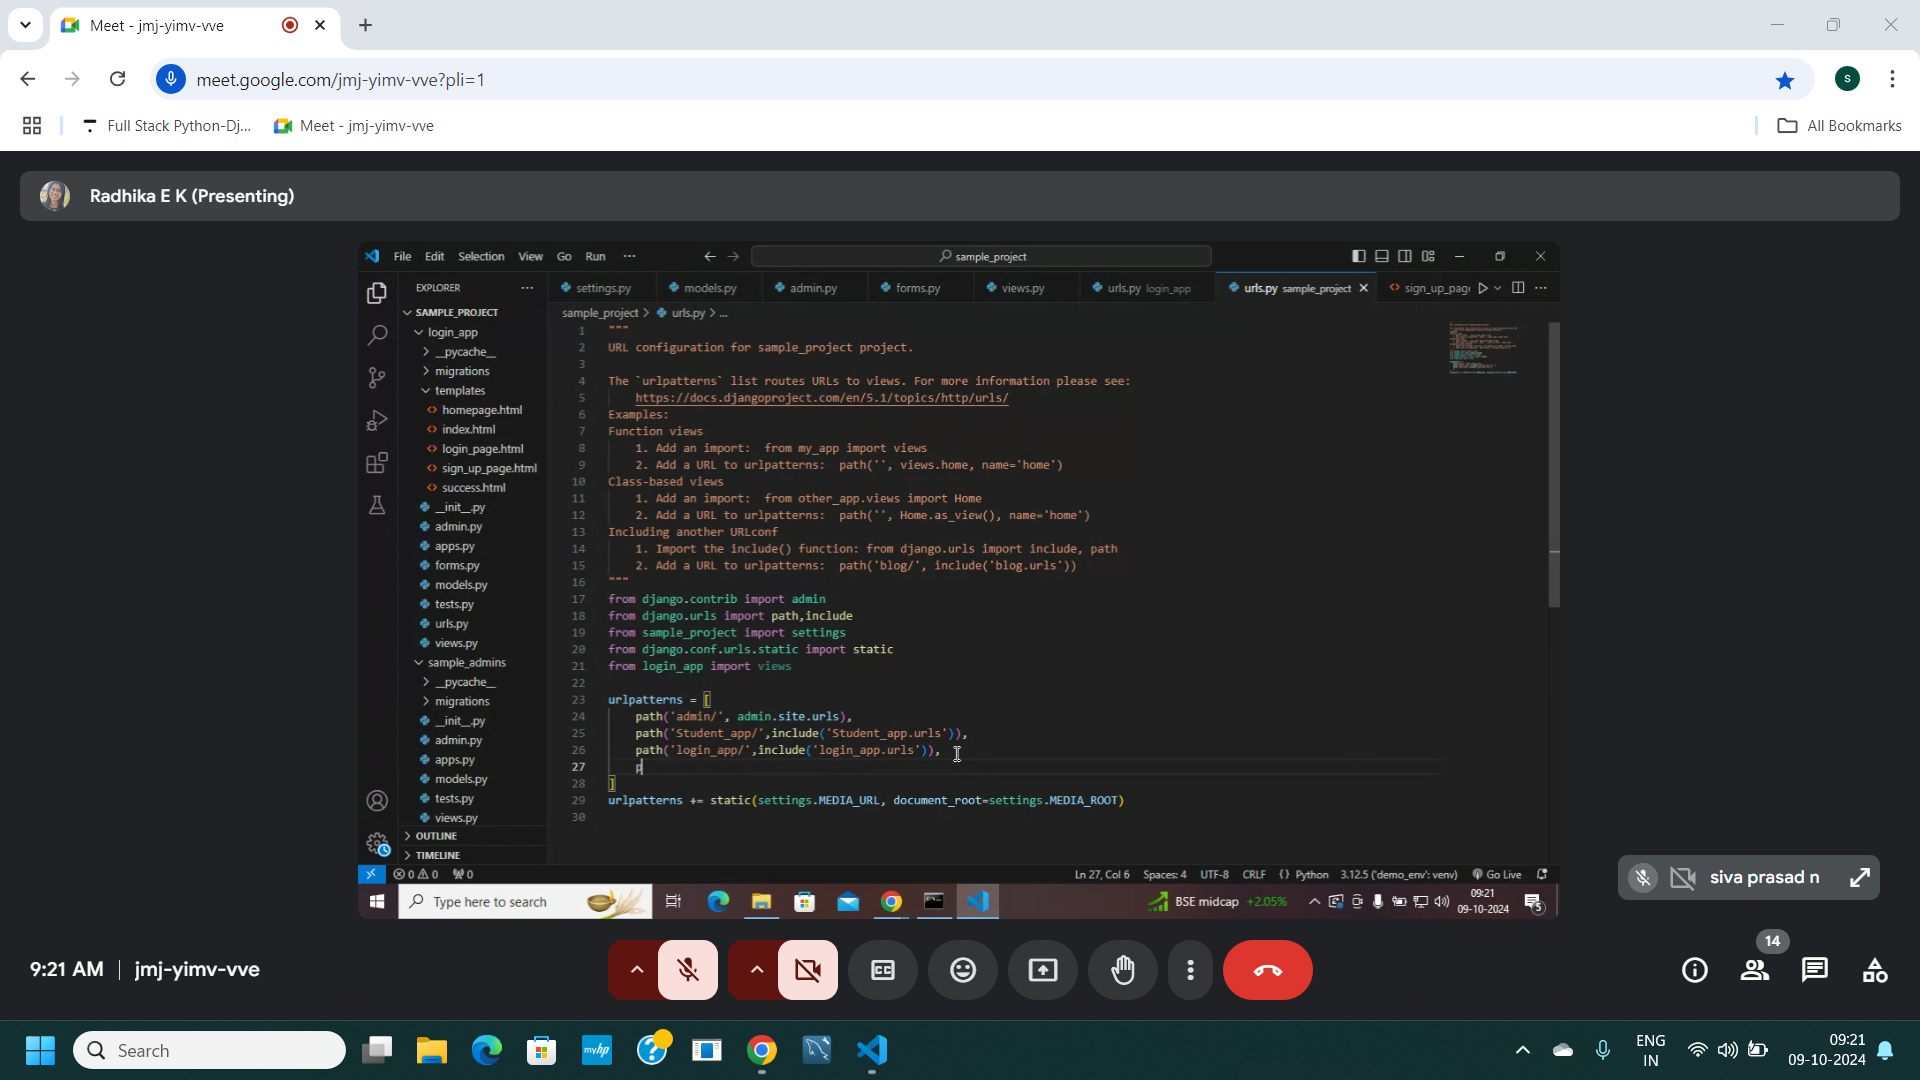 Meet - jmj-yimv-vve
meet.google.com/jmj-yimv-vve?pli=1
S
Full Stack Python-Dj...
Meet - jmj-yimv-vve
All Bookmarks
Radhika E K (Presenting)
File Edit Selection View Go Run ...
sample_project
EXPLORER
settings.py models.py admin.py forms.py views.py urls.py login_app urls.py sample_project sign_up_page
SAMPLE_PROJECT
login_app
__pycache__
migrations
templates
homepage.html
index.html
login_page.html
sign_up_page.html
success.html
__init__.py
admin.py
apps.py
forms.py
models.py
tests.py
urls.py
views.py
sample_admins
__pycache__
migrations
__init__.py
admin.py
apps.py
models.py
tests.py
views.py
OUTLINE
TIMELINE
sample_project > urls.py > ...
1 """
2 URL configuration for sample_project project.
3
4 The `urlpatterns` list routes URLs to views. For more information please see:
5 https://docs.djangoproject.com/en/5.1/topics/http/urls/
6 Examples:
7 Function views
8 1. Add an import:  from my_app import views
9 2. Add a URL to urlpatterns:  path('', views.home, name='home')
10 Class-based views
11 1. Add an import:  from other_app.views import Home
12 2. Add a URL to urlpatterns:  path('', Home.as_view(), name='home')
13 Including another URLconf
14 1. Import the include() function: from django.urls import include, path
15 2. Add a URL to urlpatterns:  path('blog/', include('blog.urls'))
16 """
17 from django.contrib import admin
18 from django.urls import path,include
19 from sample_project import settings
20 from django.conf.urls.static import static
21 from login_app import views
22
23 urlpatterns = [
24 path('admin/', admin.site.urls),
25 path('Student_app/',include('Student_app.urls')),
26 path('login_app/',include('login_app.urls')),
27 p
28 ]
29 urlpatterns += static(settings.MEDIA_URL, document_root=settings.MEDIA_ROOT)
30
0 0 0 Ln 27, Col 6 Spaces: 4 UTF-8 CRLF {} Python 3.12.5 ('demo_env': venv) Go Live
Type here to search
BSE midcap +2.05%
09:21
09-10-2024
5
siva prasad n
9:21 AM | jmj-yimv-vve
14
Search
myhp
ENG
IN
09:21
09-10-2024